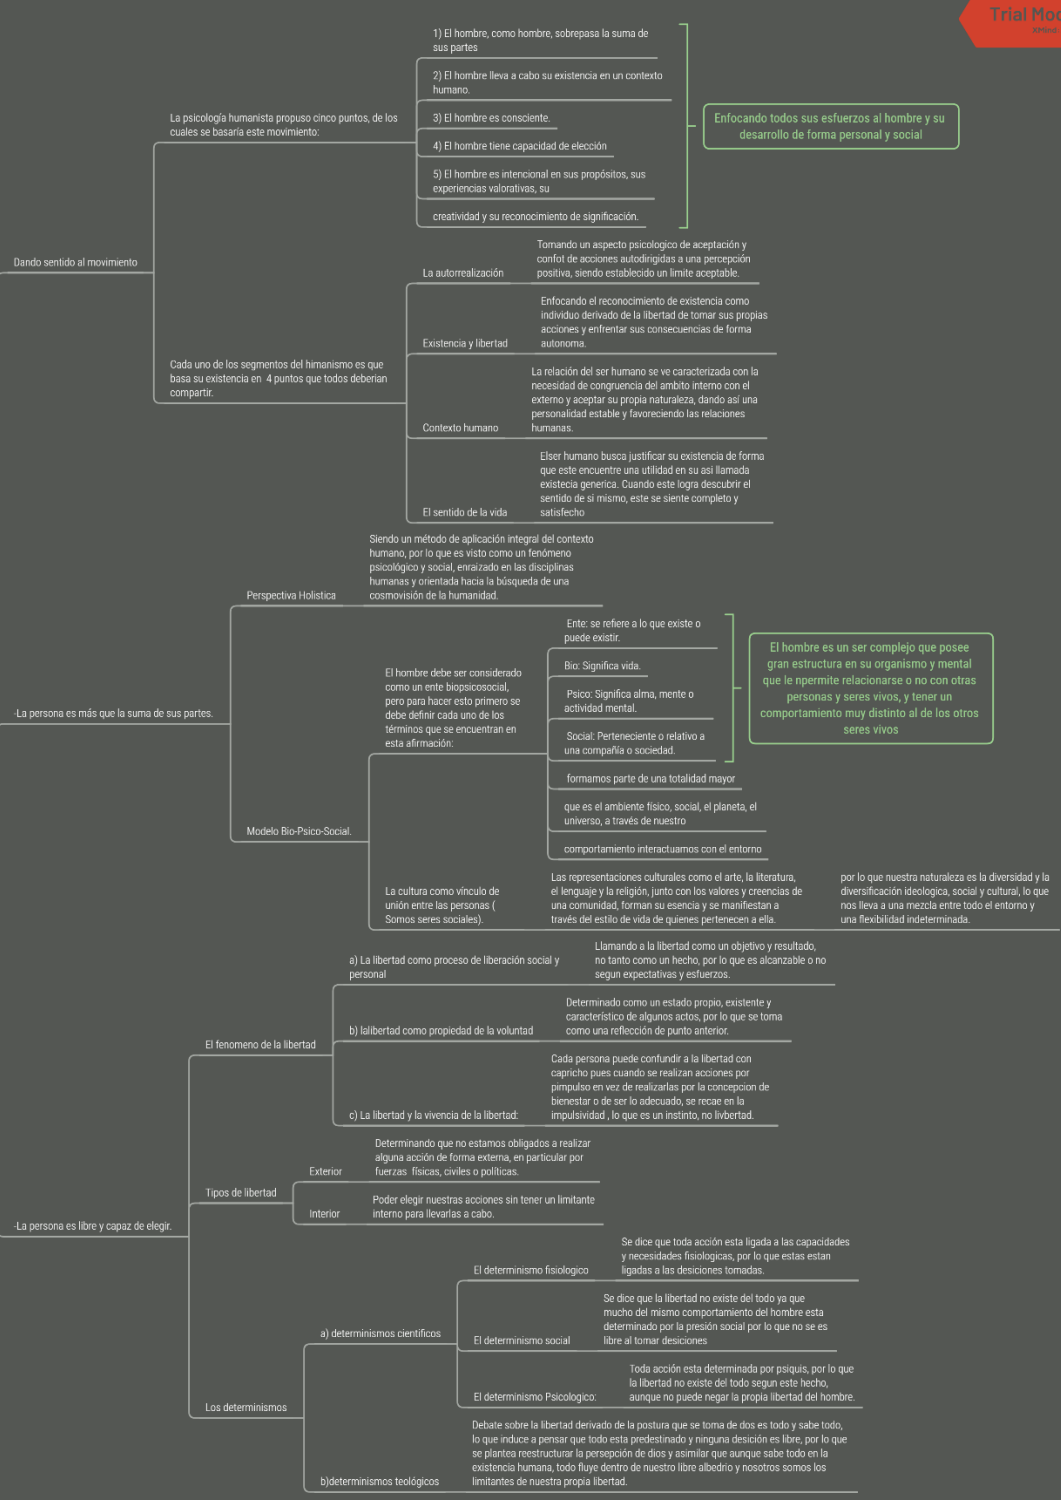 Trial Mod
XMind
1) El hombre, como hombre, sobrepasa la suma de
sus partes
2) El hombre lleva a cabo su existencia en un contexto
humano.
La psicología humanista propuso cinco puntos, de los
cuales se basaría este movimiento:
3) El hombre es consciente.
4) El hombre tiene capacidad de elección
5) El hombre es intencional en sus propósitos, sus
experiencias valorativas, su
creatividad y su reconocimiento de significación.
Enfocando todos sus esfuerzos al hombre y su
desarrollo de forma personal y social
Dando sentido al movimiento
La autorrealización
Tomando un aspecto psicologico de aceptación y
confot de acciones autodirigidas a una percepción
positiva, siendo establecido un limite aceptable.
Existencia y libertad
Enfocando el reconocimiento de existencia como
individuo derivado de la libertad de tomar sus propias
acciones y enfrentar sus consecuencias de forma
autonoma.
Cada uno de los segmentos del himanismo es que
basa su existencia en 4 puntos que todos deberian
compartir.
Contexto humano
La relación del ser humano se ve caracterizada con la
necesidad de congruencia del ambito interno con el
externo y aceptar su propia naturaleza, dando así una
personalidad estable y favoreciendo las relaciones
humanas.
El sentido de la vida
Elser humano busca justificar su existencia de forma
que este encuentre una utilidad en su asi llamada
existecia generica. Cuando este logra descubrir el
sentido de si mismo, este se siente completo y
satisfecho
Perspectiva Holistica
Siendo un método de aplicación integral del contexto
humano, por lo que es visto como un fenómeno
psicológico y social, enraizado en las disciplinas
humanas y orientada hacia la búsqueda de una
cosmovisión de la humanidad.
-La persona es más que la suma de sus partes.
El hombre debe ser considerado
como un ente biopsicosocial,
pero para hacer esto primero se
debe definir cada uno de los
términos que se encuentran en
esta afirmación:
Ente: se refiere a lo que existe o
puede existir.
Bio: Significa vida.
Psico: Significa alma, mente o
actividad mental.
Social: Perteneciente o relativo a
una compañía o sociedad.
formamos parte de una totalidad mayor
que es el ambiente físico, social, el planeta, el
universo, a través de nuestro
comportamiento interactuamos con el entorno
El hombre es un ser complejo que posee
gran estructura en su organismo y mental
que le npermite relacionarse o no con otras
personas y seres vivos, y tener un
comportamiento muy distinto al de los otros
seres vivos
Modelo Bio-Psico-Social.
La cultura como vínculo de
unión entre las personas (
Somos seres sociales).
Las representaciones culturales como el arte, la literatura,
el lenguaje y la religión, junto con los valores y creencias de
una comunidad, forman su esencia y se manifiestan a
través del estilo de vida de quienes pertenecen a ella.
por lo que nuestra naturaleza es la diversidad y la
diversificación ideologica, social y cultural, lo que
nos lleva a una mezcla entre todo el entorno y
una flexibilidad indeterminada.
a) La libertad como proceso de liberación social y
personal
Llamando a la libertad como un objetivo y resultado,
no tanto como un hecho, por lo que es alcanzable o no
segun expectativas y esfuerzos.
El fenomeno de la libertad
b) lalibertad como propiedad de la voluntad
Determinado como un estado propio, existente y
característico de algunos actos, por lo que se toma
como una reflección de punto anterior.
c) La libertad y la vivencia de la libertad:
Cada persona puede confundir a la libertad con
capricho pues cuando se realizan acciones por
pimpulso en vez de realizarlas por la concepcion de
bienestar o de ser lo adecuado, se recae en la
impulsividad , lo que es un instinto, no livbertad.
Tipos de libertad
Exterior
Determinando que no estamos obligados a realizar
alguna acción de forma externa, en particular por
fuerzas físicas, civiles o políticas.
Interior
Poder elegir nuestras acciones sin tener un limitante
interno para llevarlas a cabo.
-La persona es libre y capaz de elegir.
El determinismo fisiologico
Se dice que toda acción esta ligada a las capacidades
y necesidades fisiologicas, por lo que estas estan
ligadas a las desiciones tomadas.
a) determinismos cientificos
El determinismo social
Se dice que la libertad no existe del todo ya que
mucho del mismo comportamiento del hombre esta
determinado por la presión social por lo que no se es
libre al tomar desiciones
El determinismo Psicologico:
Toda acción esta determinada por psiquis, por lo que
la libertad no existe del todo segun este hecho,
aunque no puede negar la propia libertad del hombre.
Los determinismos
b)determinismos teológicos
Debate sobre la libertad derivado de la postura que se toma de dos es todo y sabe todo,
lo que induce a pensar que todo esta predestinado y ninguna desición es libre, por lo que
se plantea reestructurar la persepción de dios y asimilar que aunque sabe todo en la
existencia humana, todo fluye dentro de nuestro libre albedrio y nosotros somos los
limitantes de nuestra propia libertad.